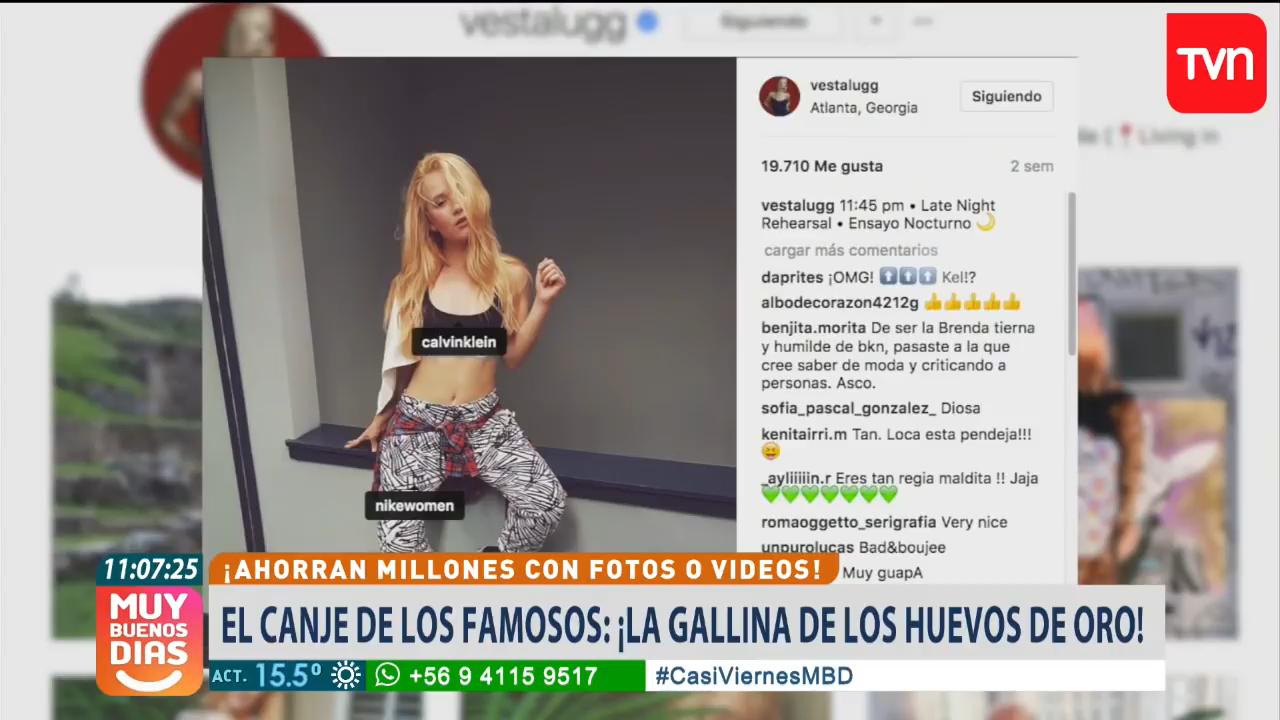 vestalugg
Siguiendo
TVN
vestalugg
Atlanta, Georgia
Siguiendo
19.710 Me gusta
2 sem
vestalugg 11:45 pm • Late Night
Rehearsal • Ensayo Nocturno 🌙
cargar más comentarios
daprites ¡OMG! ⬆️⬆️⬆️ Kel!?
albodecorazon4212g 👍👍👍👍👍
benjita.morita De ser la Brenda tierna
y humilde de bkn, pasaste a la que
cree saber de moda y criticando a
personas. Asco.
sofia_pascal_gonzalez_ Diosa
kenitairri.m Tan. Loca esta pendeja!!!
😝
_ayliiiiin.r Eres tan regia maldita !! Jaja
💚💚💚💚💚💚💚
romaoggetto_serigrafia Very nice
unpurolucas Bad&boujee
Muy guapA
Living in
calvinklein
nikewomen
11:07:25
¡AHORRAN MILLONES CON FOTOS O VIDEOS!
MUY
BUENOS
DÍAS
EL CANJE DE LOS FAMOSOS: ¡LA GALLINA DE LOS HUEVOS DE ORO!
ACT. 15.5º
+56 9 4115 9517
#CasiViernesMBD